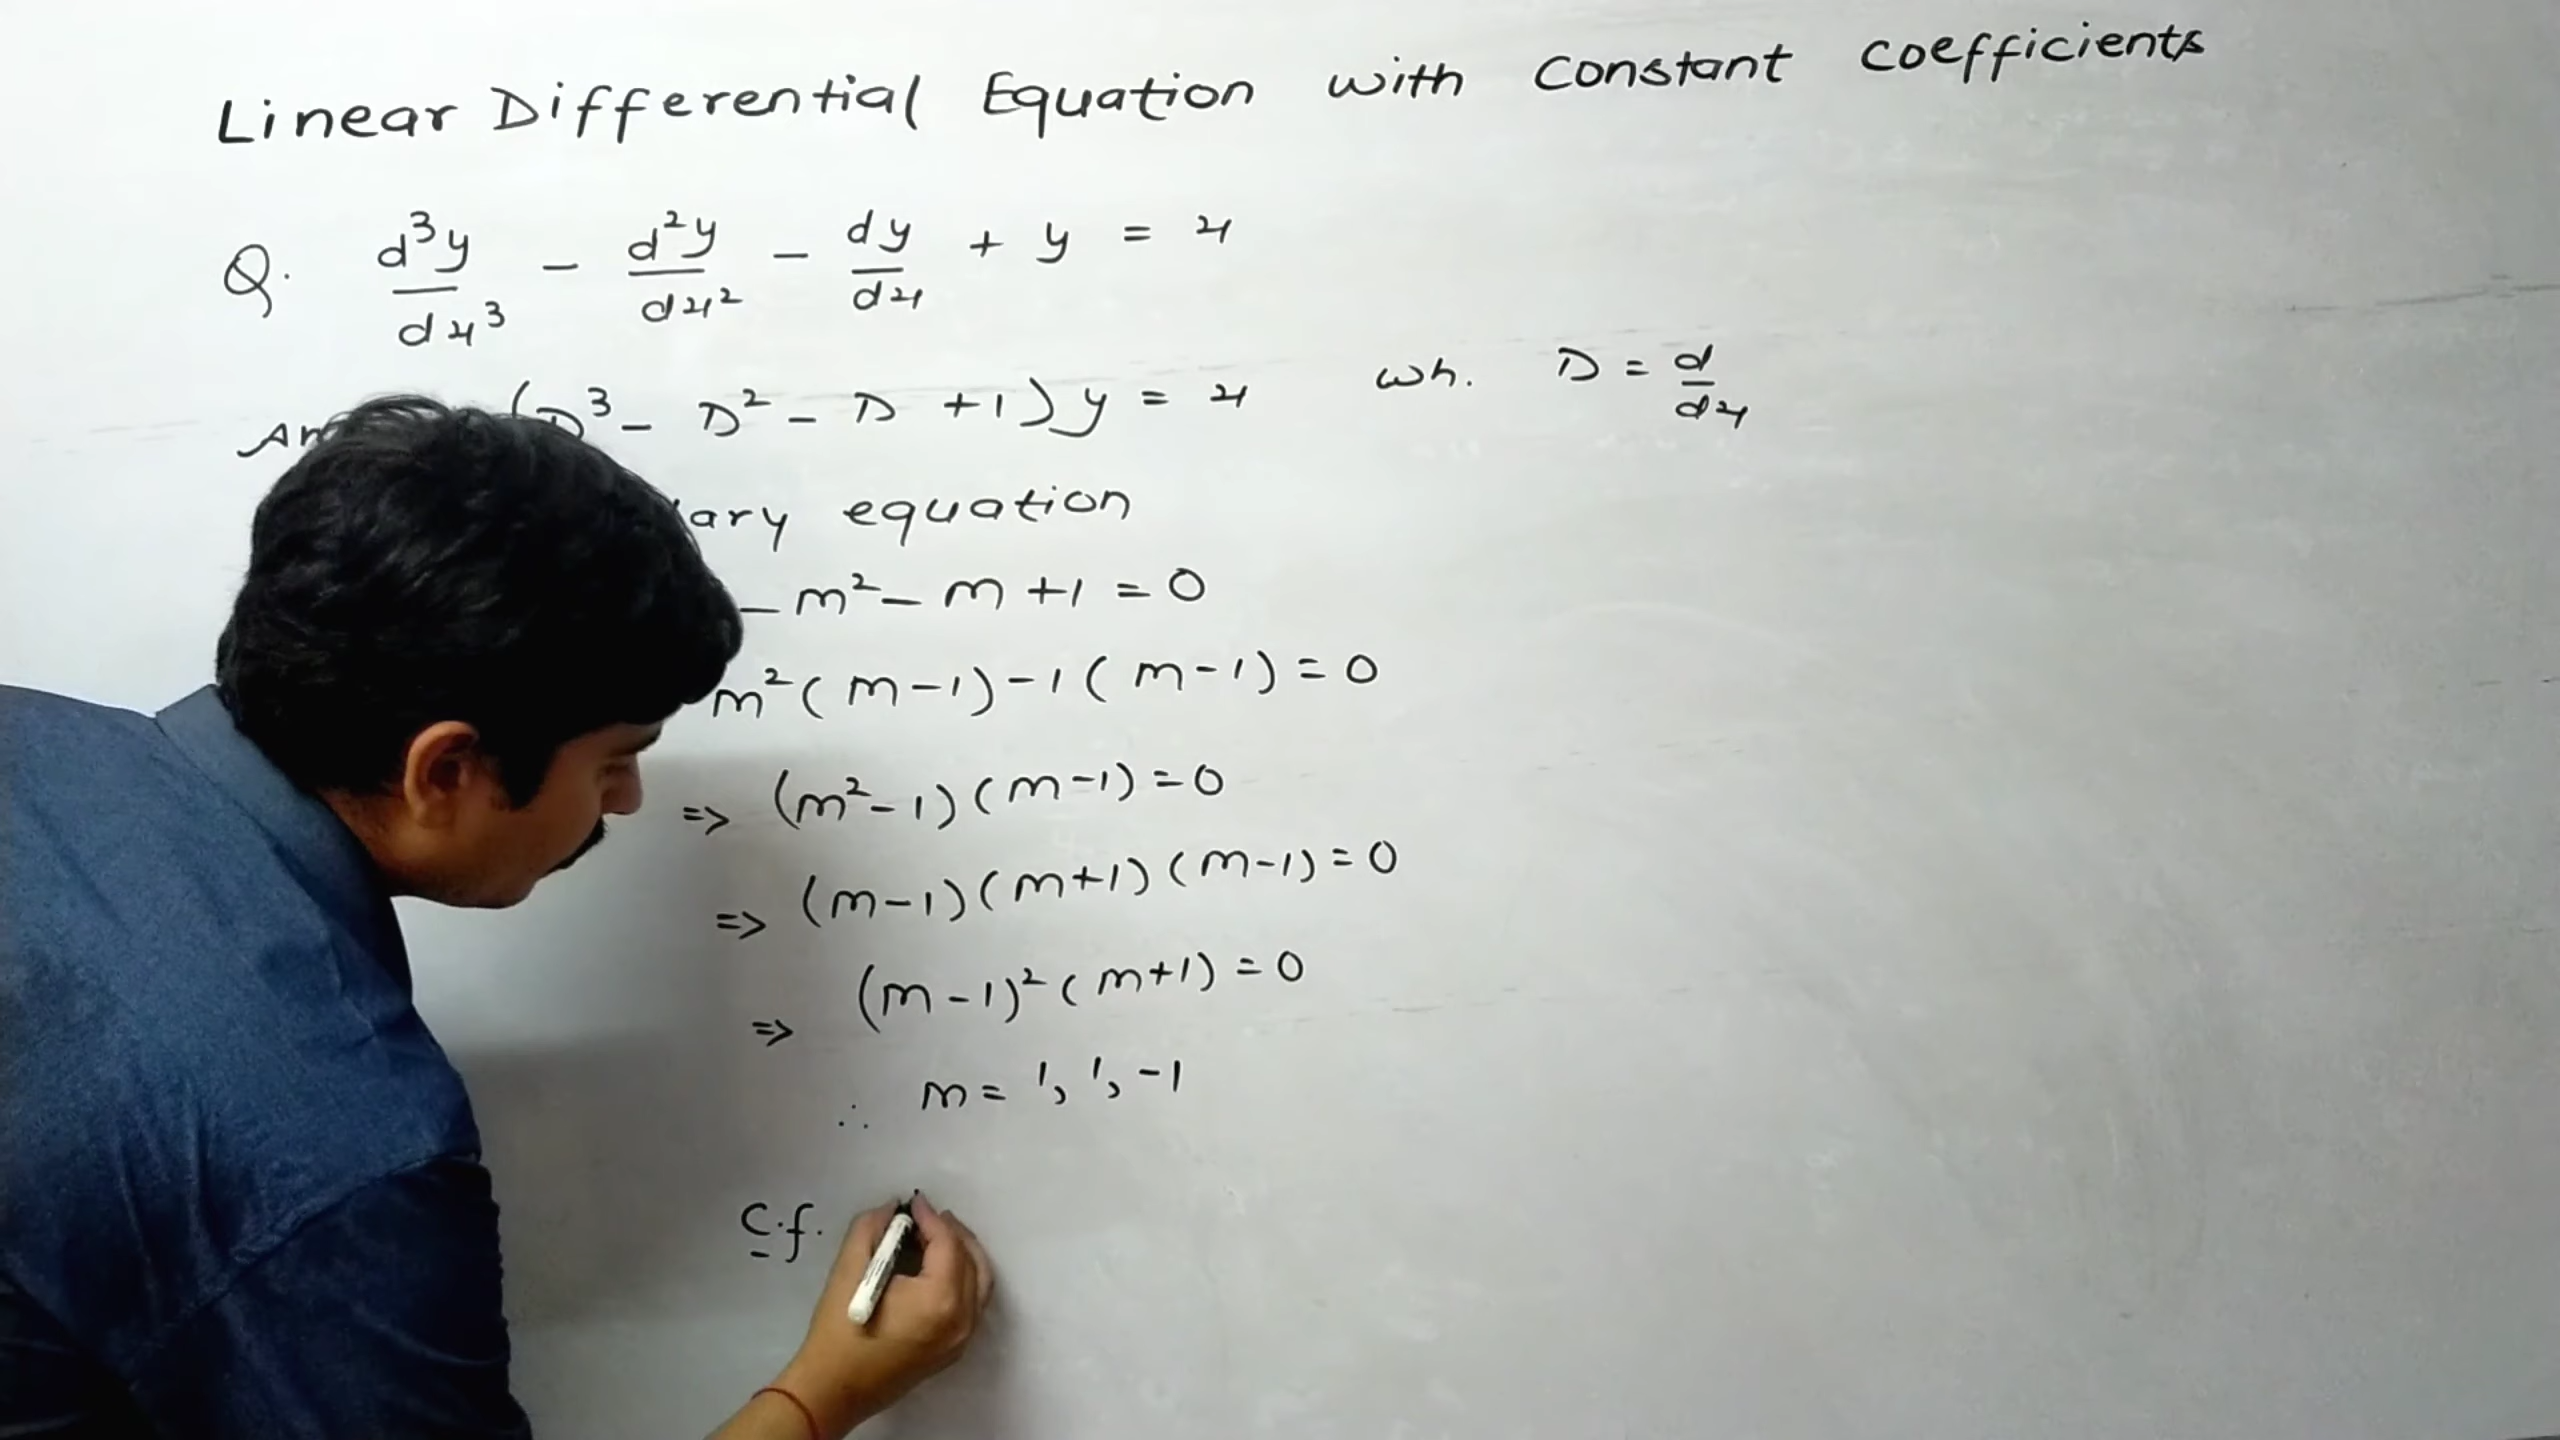 Linear Differential Equation with Constant Coefficients
Q. d³y/dx³ - d²y/dx² - dy/dx + y = x
(D³ - D² - D + 1)y = x wh. D = d/dx
equation
- m² - m + 1 = 0
m²(m-1) - 1(m-1) = 0
=> (m²-1)(m-1) = 0
=> (m-1)(m+1)(m-1) = 0
=> (m-1)²(m+1) = 0
∴ m = 1, 1, -1
C.f.